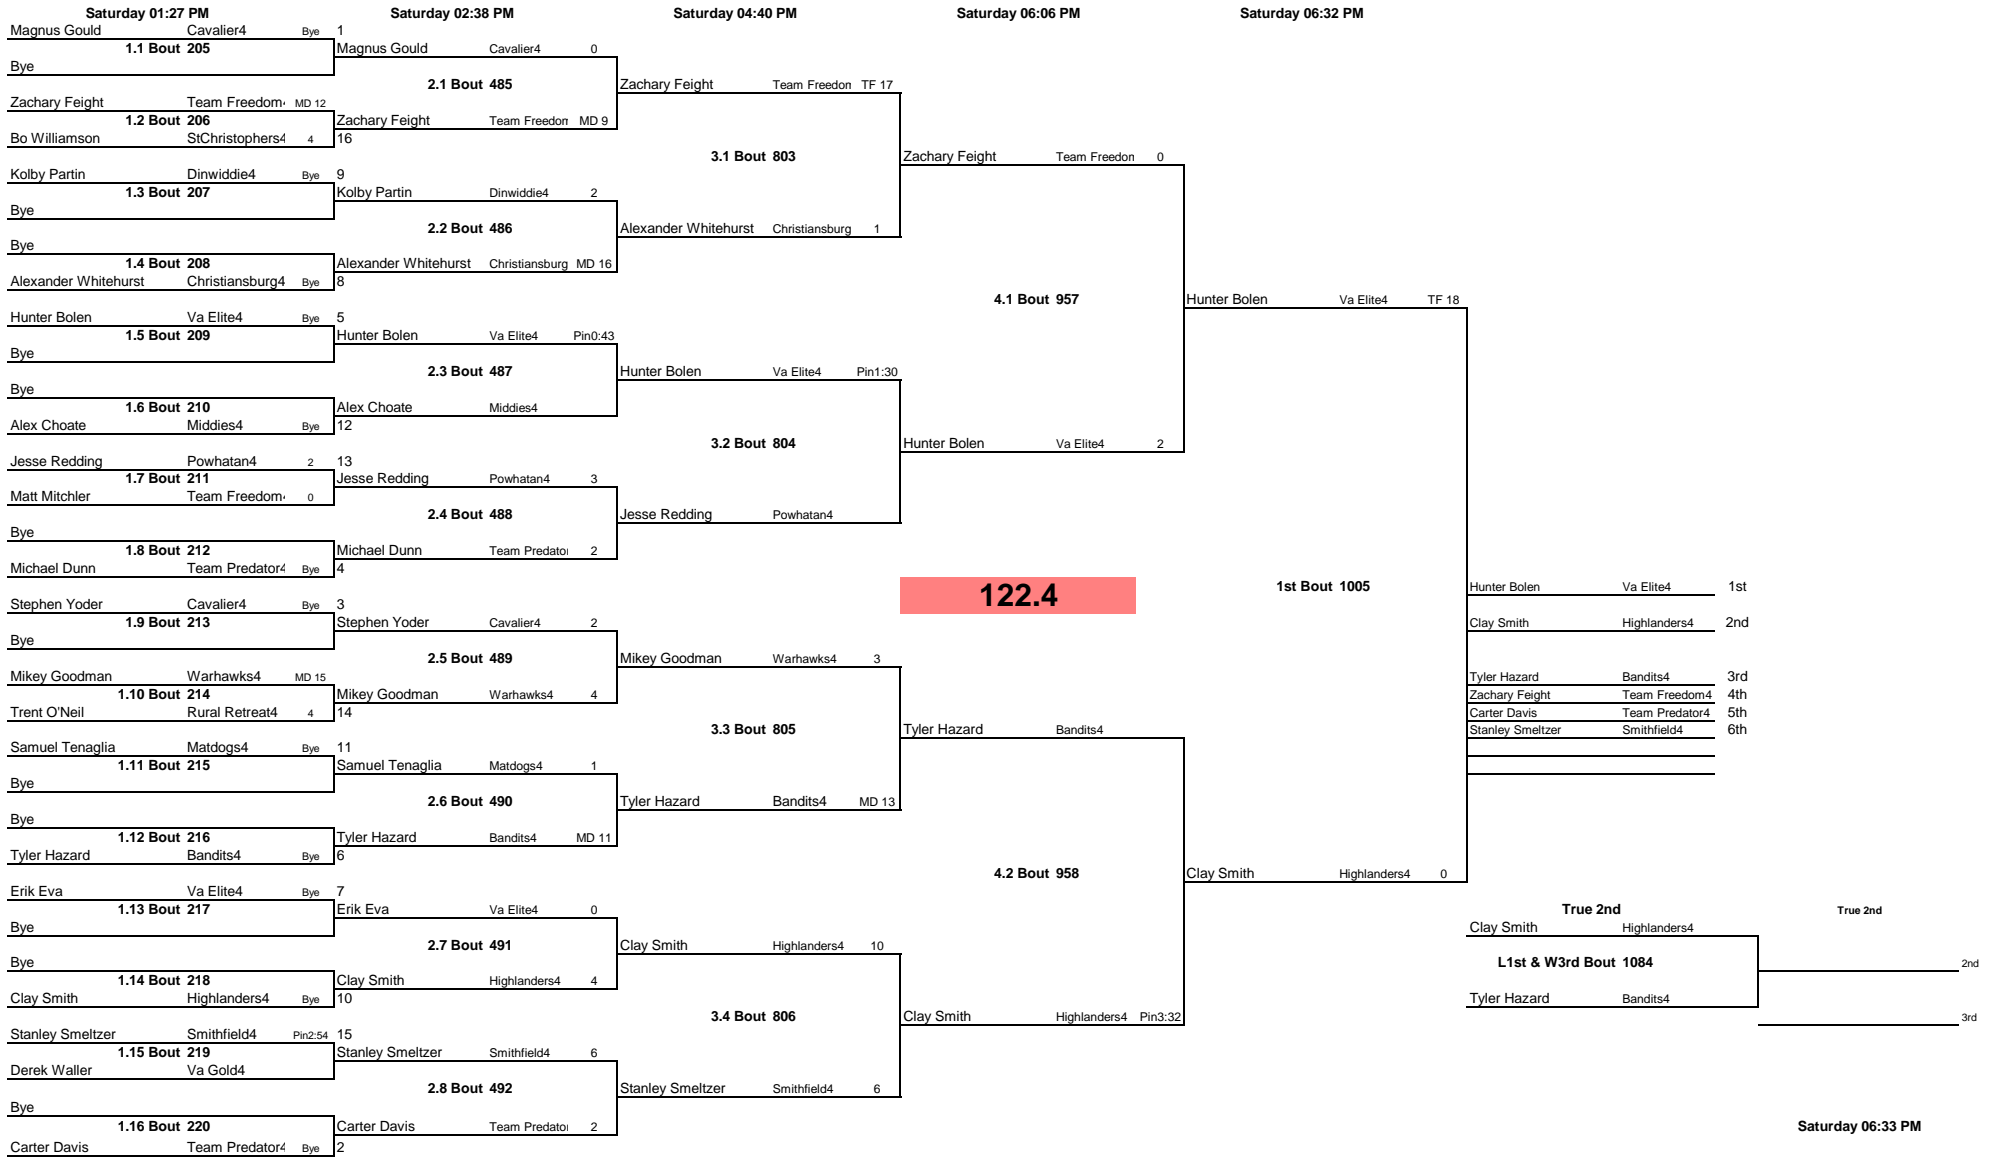 Saturday 01:27 PM Saturday 02:38 PM Saturday 04:40 PM Saturday 06:06 PM Saturday 06:32 PM
Magnus Gould Cavalier4 Bye 1
1.1 Bout 205
Bye
Zachary Feight Team Freedom4 MD 12
1.2 Bout 206
Bo Williamson StChristophers4 4 16
Kolby Partin Dinwiddie4 Bye 9
1.3 Bout 207
Bye
Bye
1.4 Bout 208
Alexander Whitehurst Christiansburg4 Bye 8
Hunter Bolen Va Elite4 Bye 5
1.5 Bout 209
Bye
Bye
1.6 Bout 210
Alex Choate Middies4 Bye 12
Jesse Redding Powhatan4 2 13
1.7 Bout 211
Matt Mitchler Team Freedom4 0
Bye
1.8 Bout 212
Michael Dunn Team Predator4 Bye 4
Stephen Yoder Cavalier4 Bye 3
1.9 Bout 213
Bye
Mikey Goodman Warhawks4 MD 15
1.10 Bout 214
Trent O'Neil Rural Retreat4 4 14
Samuel Tenaglia Matdogs4 Bye 11
1.11 Bout 215
Bye
Bye
1.12 Bout 216
Tyler Hazard Bandits4 Bye 6
Erik Eva Va Elite4 Bye 7
1.13 Bout 217
Bye
Bye
1.14 Bout 218
Clay Smith Highlanders4 Bye 10
Stanley Smeltzer Smithfield4 Pin2:54 15
1.15 Bout 219
Derek Waller Va Gold4
Bye
1.16 Bout 220
Carter Davis Team Predator4 Bye 2
Magnus Gould Cavalier4 0
2.1 Bout 485
Zachary Feight Team Freedom MD 9
Kolby Partin Dinwiddie4 2
2.2 Bout 486
Alexander Whitehurst Christiansburg MD 16
Hunter Bolen Va Elite4 Pin0:43
2.3 Bout 487
Alex Choate Middies4
Jesse Redding Powhatan4 3
2.4 Bout 488
Michael Dunn Team Predator 2
Stephen Yoder Cavalier4 2
2.5 Bout 489
Mikey Goodman Warhawks4 4
Samuel Tenaglia Matdogs4 1
2.6 Bout 490
Tyler Hazard Bandits4 MD 11
Erik Eva Va Elite4 0
2.7 Bout 491
Clay Smith Highlanders4 4
Stanley Smeltzer Smithfield4 6
2.8 Bout 492
Carter Davis Team Predator 2
Zachary Feight Team Freedom TF 17
3.1 Bout 803
Alexander Whitehurst Christiansburg 1
Hunter Bolen Va Elite4 Pin1:30
3.2 Bout 804
Jesse Redding Powhatan4
Mikey Goodman Warhawks4 3
3.3 Bout 805
Tyler Hazard Bandits4 MD 13
Clay Smith Highlanders4 10
3.4 Bout 806
Stanley Smeltzer Smithfield4 6
Zachary Feight Team Freedom 0
4.1 Bout 957
Hunter Bolen Va Elite4 2
122.4
Tyler Hazard Bandits4
4.2 Bout 958
Clay Smith Highlanders4 Pin3:32
Hunter Bolen Va Elite4 TF 18
1st Bout 1005
Clay Smith Highlanders4 0
Hunter Bolen Va Elite4 1st
Clay Smith Highlanders4 2nd
Tyler Hazard Bandits4 3rd
Zachary Feight Team Freedom4 4th
Carter Davis Team Predator4 5th
Stanley Smeltzer Smithfield4 6th
True 2nd True 2nd
Clay Smith Highlanders4
L1st & W3rd Bout 1084
2nd
Tyler Hazard Bandits4
3rd
Saturday 06:33 PM